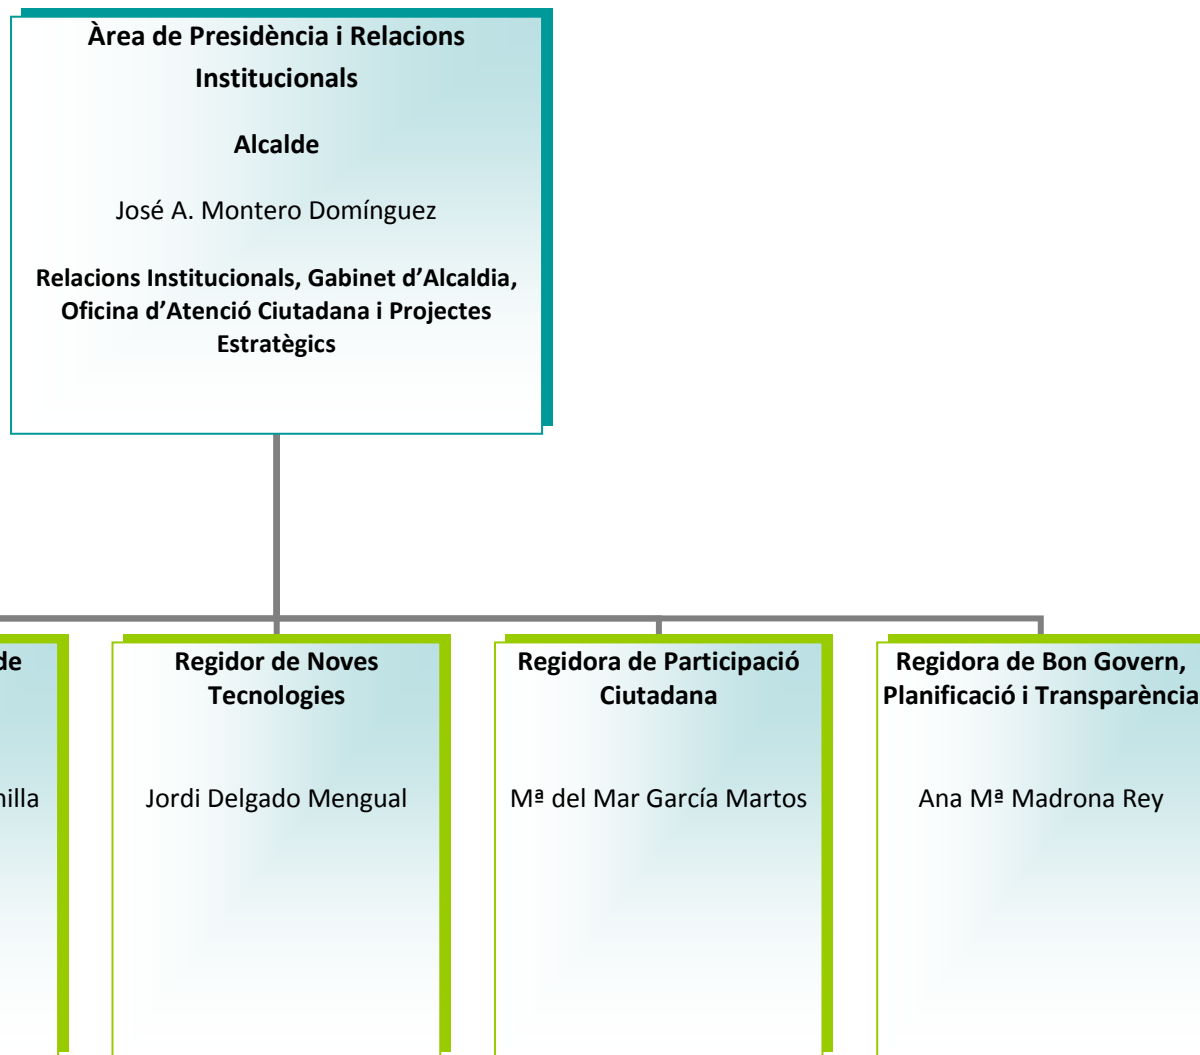 Àrea de Presidència i Relacions
Institucionals
Alcalde
José A. Montero Domínguez
Relacions Institucionals, Gabinet d’Alcaldia,
Oficina d’Atenció Ciutadana i Projectes
Estratègics
de
Regidor de Noves
Tecnologies
Jordi Delgado Mengual
Regidora de Participació
Ciutadana
Mª del Mar García Martos
Regidora de Bon Govern,
Planificació i Transparència
Ana Mª Madrona Rey